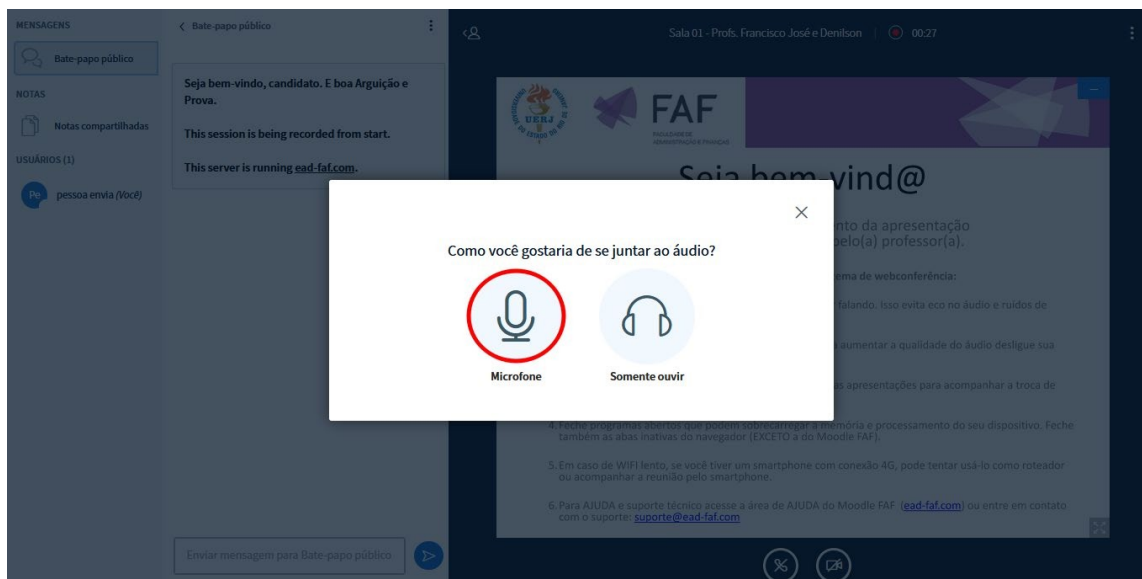 MENSAGENS
Bate-papo público
NOTAS
Notas compartilhadas
USUÁRIOS (1)
Pe
pessoa envia (Você)
Bate-papo público
Seja bem-vindo, candidato. E boa Arguição e
Prova.
This session is being recorded from start.
This server is running ead-faf.com.
Enviar mensagem para Bate-papo público
Sala 01 - Profs. Francisco José e Denilson
00:27
UERJ
FAF
FACULDADE DE
ADMINISTRAÇÃO E FINANÇAS
Seja bem-vind@
nto da apresentação
pelo(a) professor(a).
ema de webconferência:
falando. Isso evita eco no áudio e ruídos de
aumentar a qualidade do áudio desligue sua
as apresentações para acompanhar a troca de
4. Feche programas abertos que podem sobrecarregar a memória e processamento do seu dispositivo. Feche
também as abas inativas do navegador (EXCETO a do Moodle FAF).
5. Em caso de WIFI lento, se você tiver um smartphone com conexão 4G, pode tentar usá-lo como roteador
ou acompanhar a reunião pelo smartphone.
6. Para AJUDA e suporte técnico acesse a área de AJUDA do Moodle FAF (ead-faf.com) ou entre em contato
com o suporte: suporte@ead-faf.com
Como você gostaria de se juntar ao áudio?
Microfone
Somente ouvir